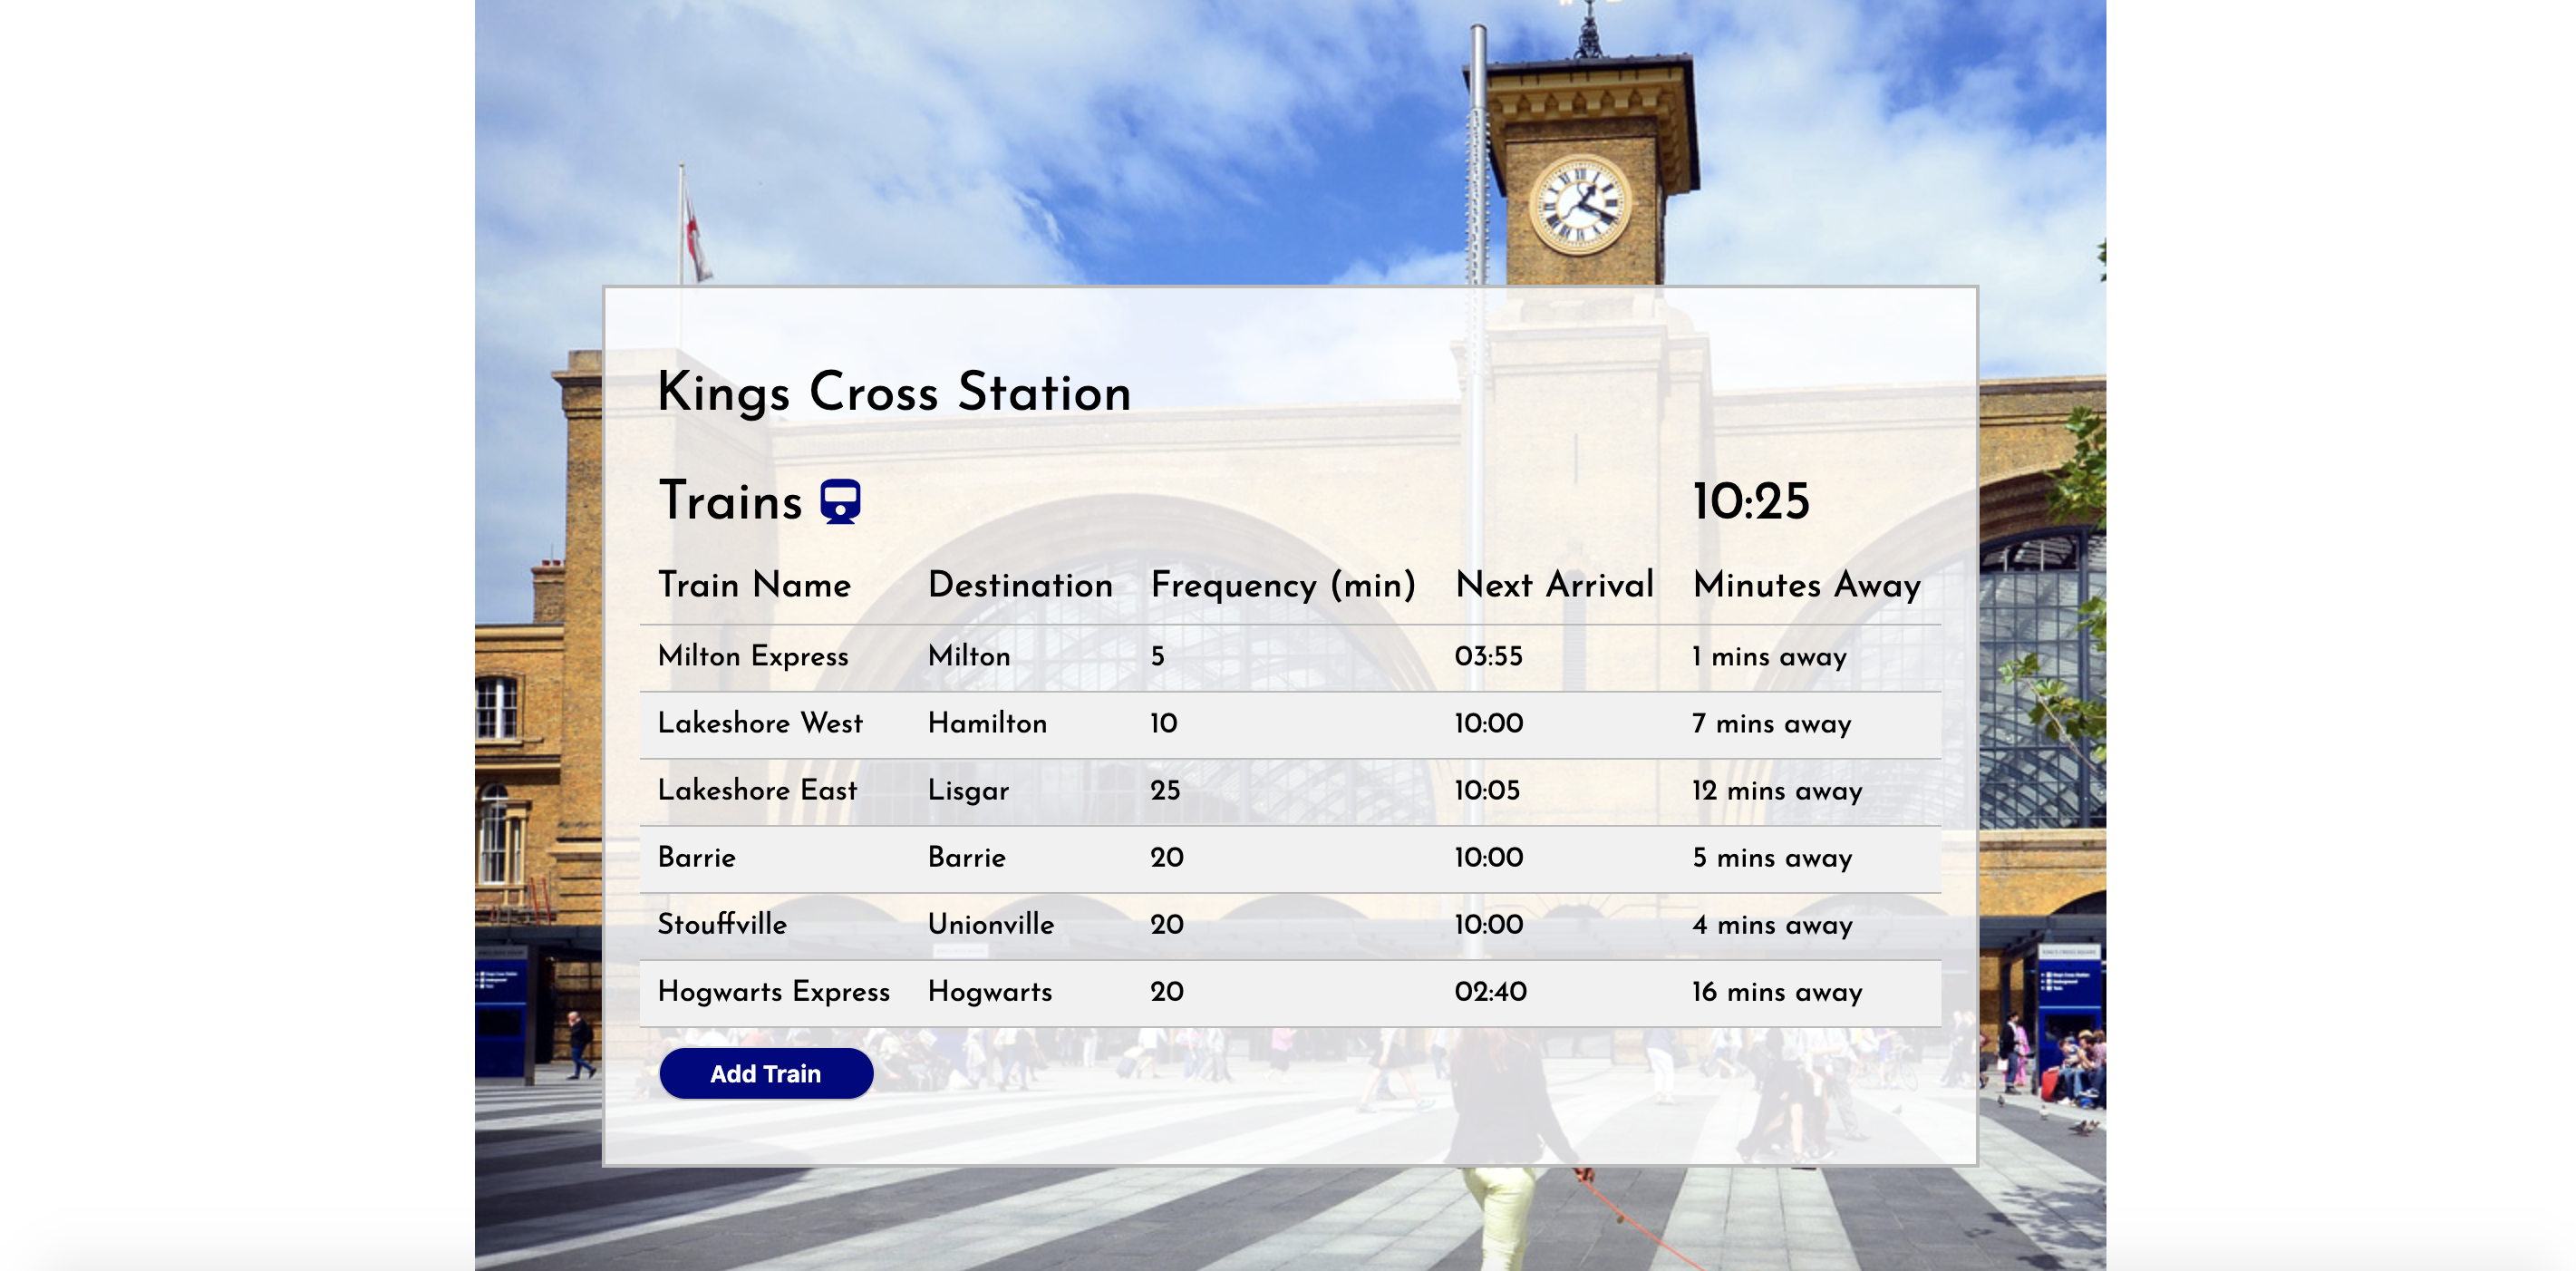 Kings Cross Station
Trains 10:25
Train Name Destination Frequency (min) Next Arrival Minutes Away
Milton Express Milton 5 03:55 1 mins away
Lakeshore West Hamilton 10 10:00 7 mins away
Lakeshore East Lisgar 25 10:05 12 mins away
Barrie Barrie 20 10:00 5 mins away
Stouffville Unionville 20 10:00 4 mins away
Hogwarts Express Hogwarts 20 02:40 16 mins away
Add Train